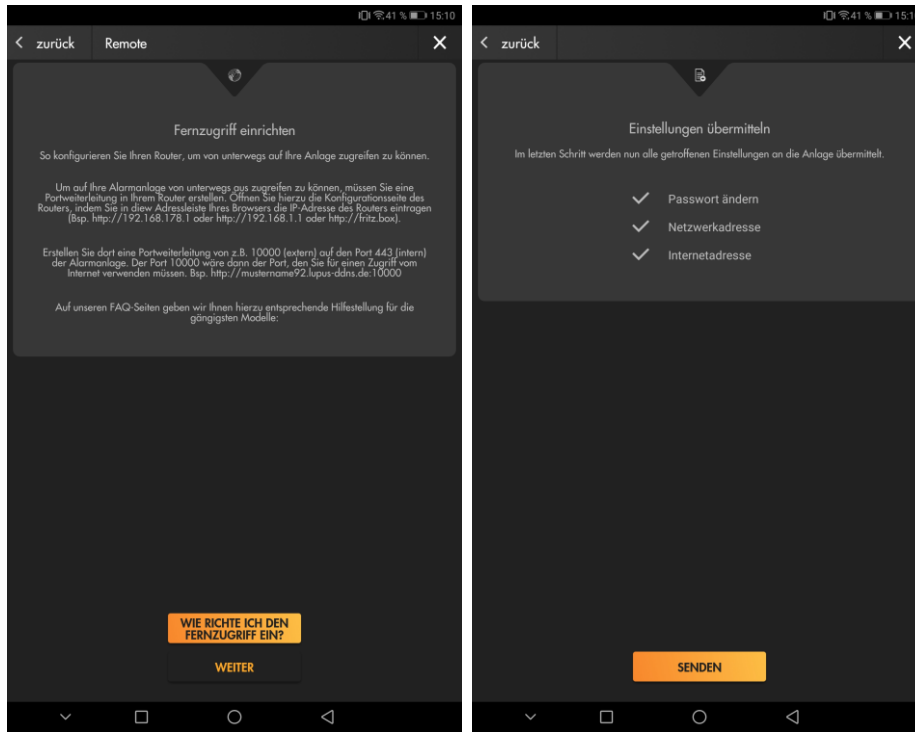 41 % 15:10
zurück Remote
Fernzugriff einrichten
So konfigurieren Sie Ihren Router, um von unterwegs auf Ihre Anlage zugreifen zu können.
Um auf Ihre Alarmanlage von unterwegs aus zugreifen zu können, müssen Sie eine
Portweiterleitung in Ihrem Router erstellen. Öffnen Sie hierzu die Konfigurationsseite des
Routers, indem Sie in diew Adressleiste Ihres Browsers die IP-Adresse des Routers eintragen
(Bsp. http://192.168.178.1 oder http://192.168.1.1 oder http://fritz.box).
Erstellen Sie dort eine Portweiterleitung von z.B. 10000 (extern) auf den Port 443 (intern)
der Alarmanlage. Der Port 10000 wäre dann der Port, den Sie für einen Zugriff vom
Internet verwenden müssen. Bsp. http://mustername92.lupus-ddns.de:10000
Auf unseren FAQ-Seiten geben wir Ihnen hierzu entsprechende Hilfestellung für die
gängigsten Modelle:
WIE RICHTE ICH DEN
FERNZUGRIFF EIN?
WEITER
41 % 15:1
zurück
Einstellungen übermitteln
Im letzten Schritt werden nun alle getroffenen Einstellungen an die Anlage übermittelt.
Passwort ändern
Netzwerkadresse
Internetadresse
SENDEN